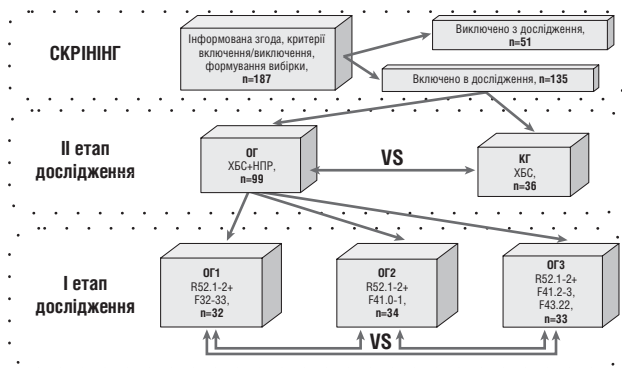 СКРІНІНГ
Інформована згода, критерії
включення/виключення,
формування вибірки,
n=187
Виключено з дослідження,
n=51
Включено в дослідження, n=135
II етап
дослідження
ОГ
ХБС+НПР,
n=99
VS
КГ
ХБС,
n=36
I етап
дослідження
ОГ1
R52.1-2+
F32-33,
n=32
ОГ2
R52.1-2+
F41.0-1,
n=34
ОГ3
R52.1-2+
F41.2-3,
F43.22,
n=33
VS